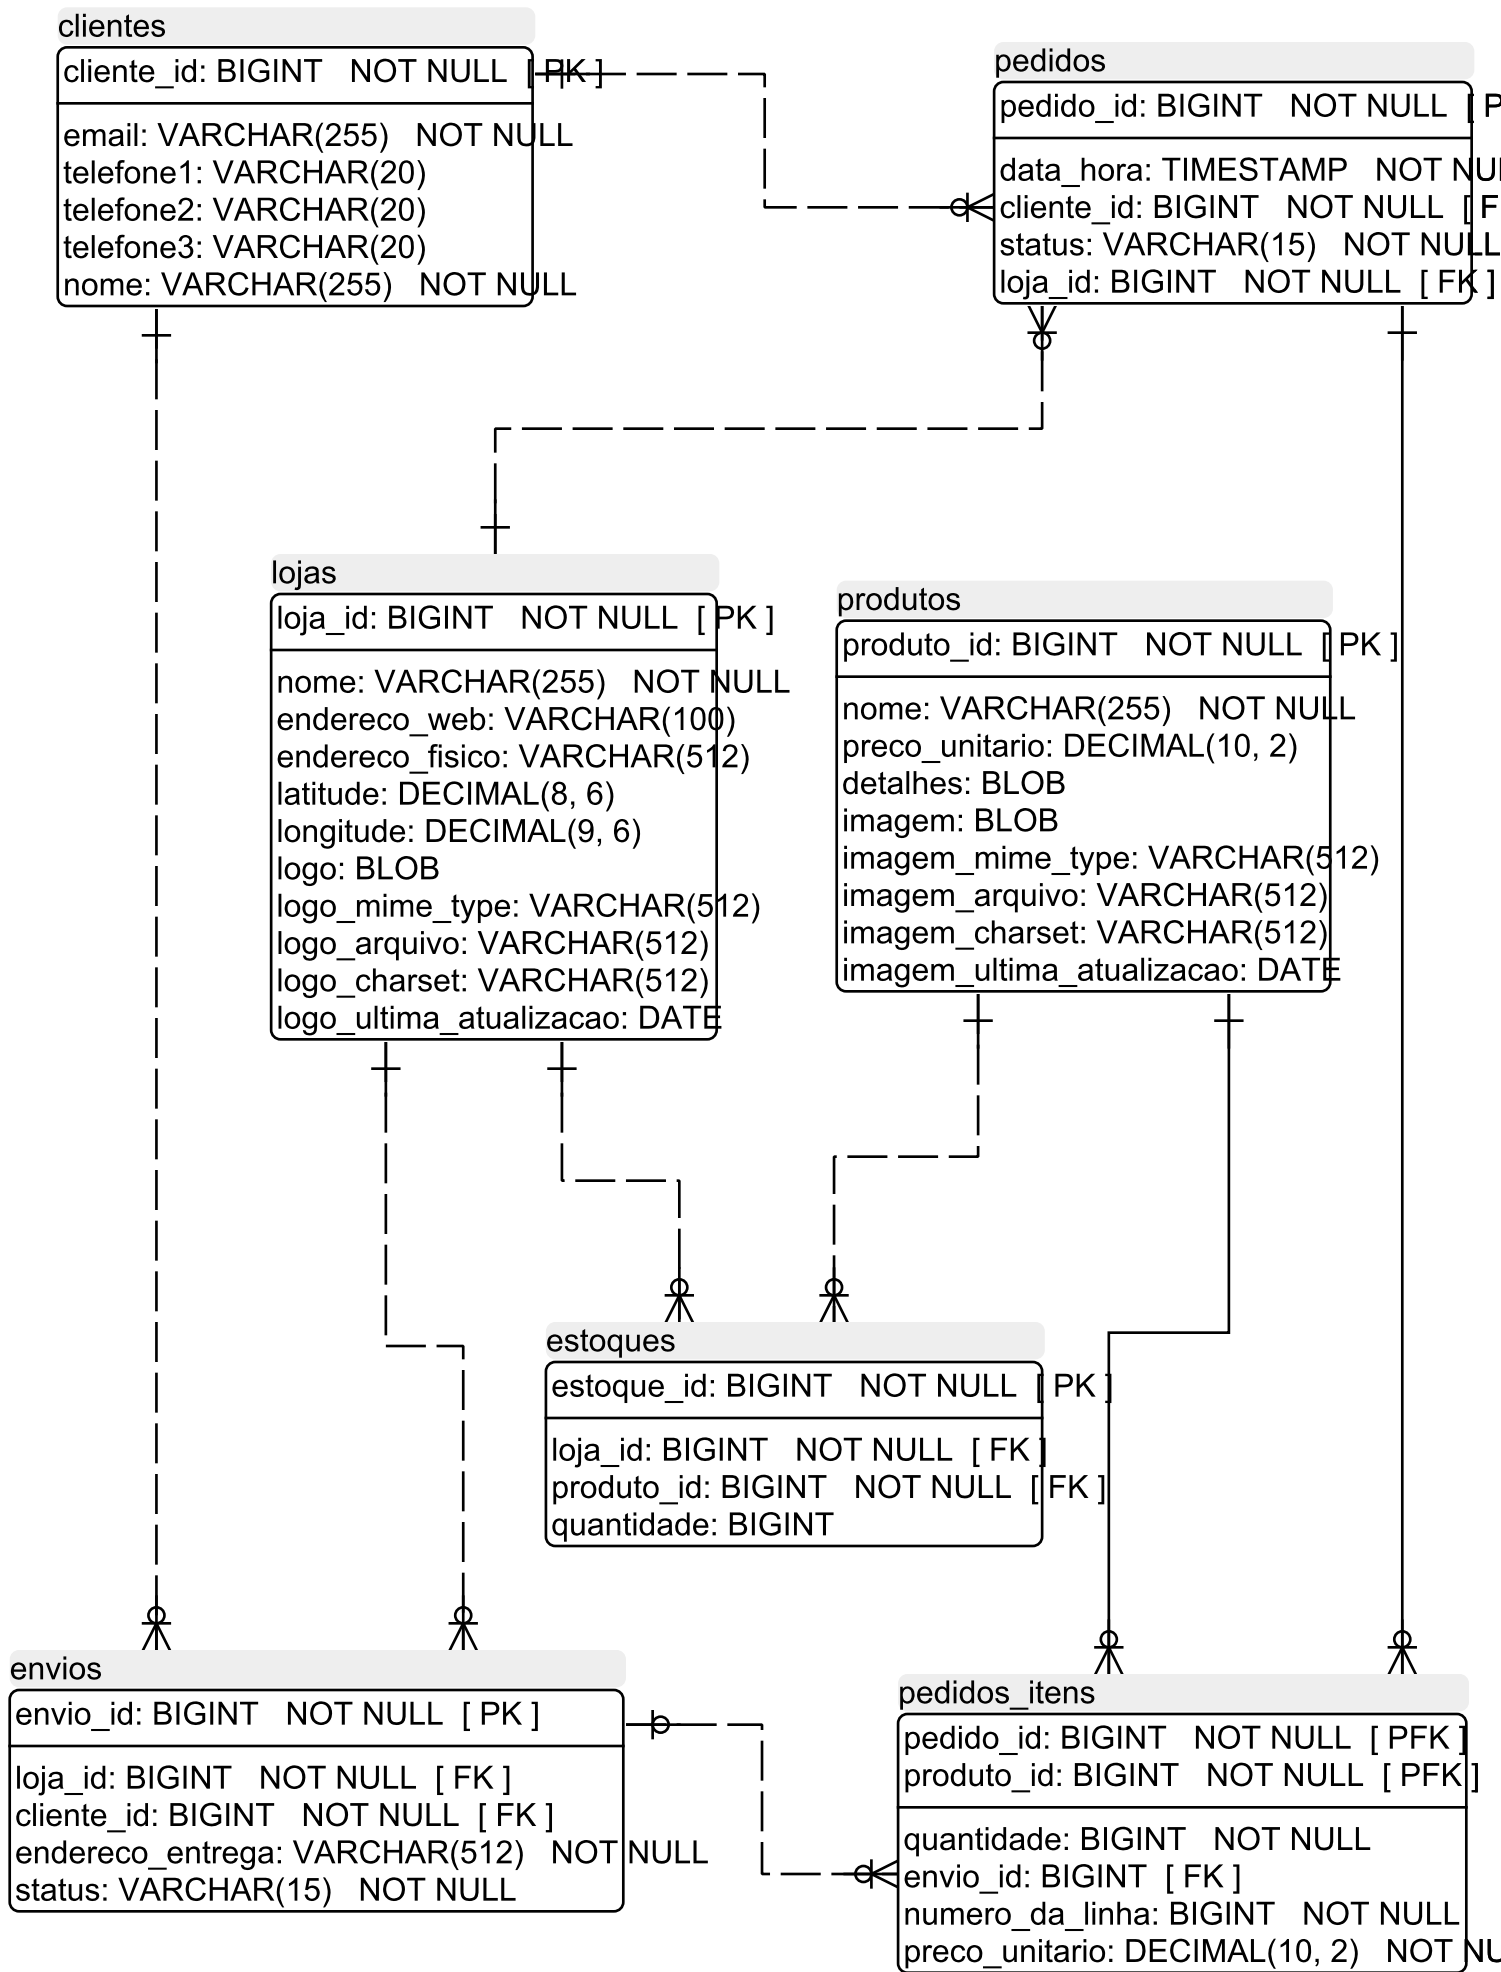 clientes
cliente_id: BIGINT   NOT NULL  [ PK ]
email: VARCHAR(255)   NOT NULL
telefone1: VARCHAR(20)
telefone2: VARCHAR(20)
telefone3: VARCHAR(20)
nome: VARCHAR(255)   NOT NULL
pedidos
pedido_id: BIGINT   NOT NULL  [ P
data_hora: TIMESTAMP   NOT NUL
cliente_id: BIGINT   NOT NULL  [ F
status: VARCHAR(15)   NOT NULL
loja_id: BIGINT   NOT NULL  [ FK ]
lojas
loja_id: BIGINT   NOT NULL  [ PK ]
nome: VARCHAR(255)   NOT NULL
endereco_web: VARCHAR(100)
endereco_fisico: VARCHAR(512)
latitude: DECIMAL(8, 6)
longitude: DECIMAL(9, 6)
logo: BLOB
logo_mime_type: VARCHAR(512)
logo_arquivo: VARCHAR(512)
logo_charset: VARCHAR(512)
logo_ultima_atualizacao: DATE
produtos
produto_id: BIGINT   NOT NULL  [ PK ]
nome: VARCHAR(255)   NOT NULL
preco_unitario: DECIMAL(10, 2)
detalhes: BLOB
imagem: BLOB
imagem_mime_type: VARCHAR(512)
imagem_arquivo: VARCHAR(512)
imagem_charset: VARCHAR(512)
imagem_ultima_atualizacao: DATE
estoques
estoque_id: BIGINT   NOT NULL  [ PK ]
loja_id: BIGINT   NOT NULL  [ FK ]
produto_id: BIGINT   NOT NULL  [ FK ]
quantidade: BIGINT
envios
envio_id: BIGINT   NOT NULL  [ PK ]
loja_id: BIGINT   NOT NULL  [ FK ]
cliente_id: BIGINT   NOT NULL  [ FK ]
endereco_entrega: VARCHAR(512)   NOT NULL
status: VARCHAR(15)   NOT NULL
pedidos_itens
pedido_id: BIGINT   NOT NULL  [ PFK ]
produto_id: BIGINT   NOT NULL  [ PFK ]
quantidade: BIGINT   NOT NULL
envio_id: BIGINT  [ FK ]
numero_da_linha: BIGINT   NOT NULL
preco_unitario: DECIMAL(10, 2)   NOT NU